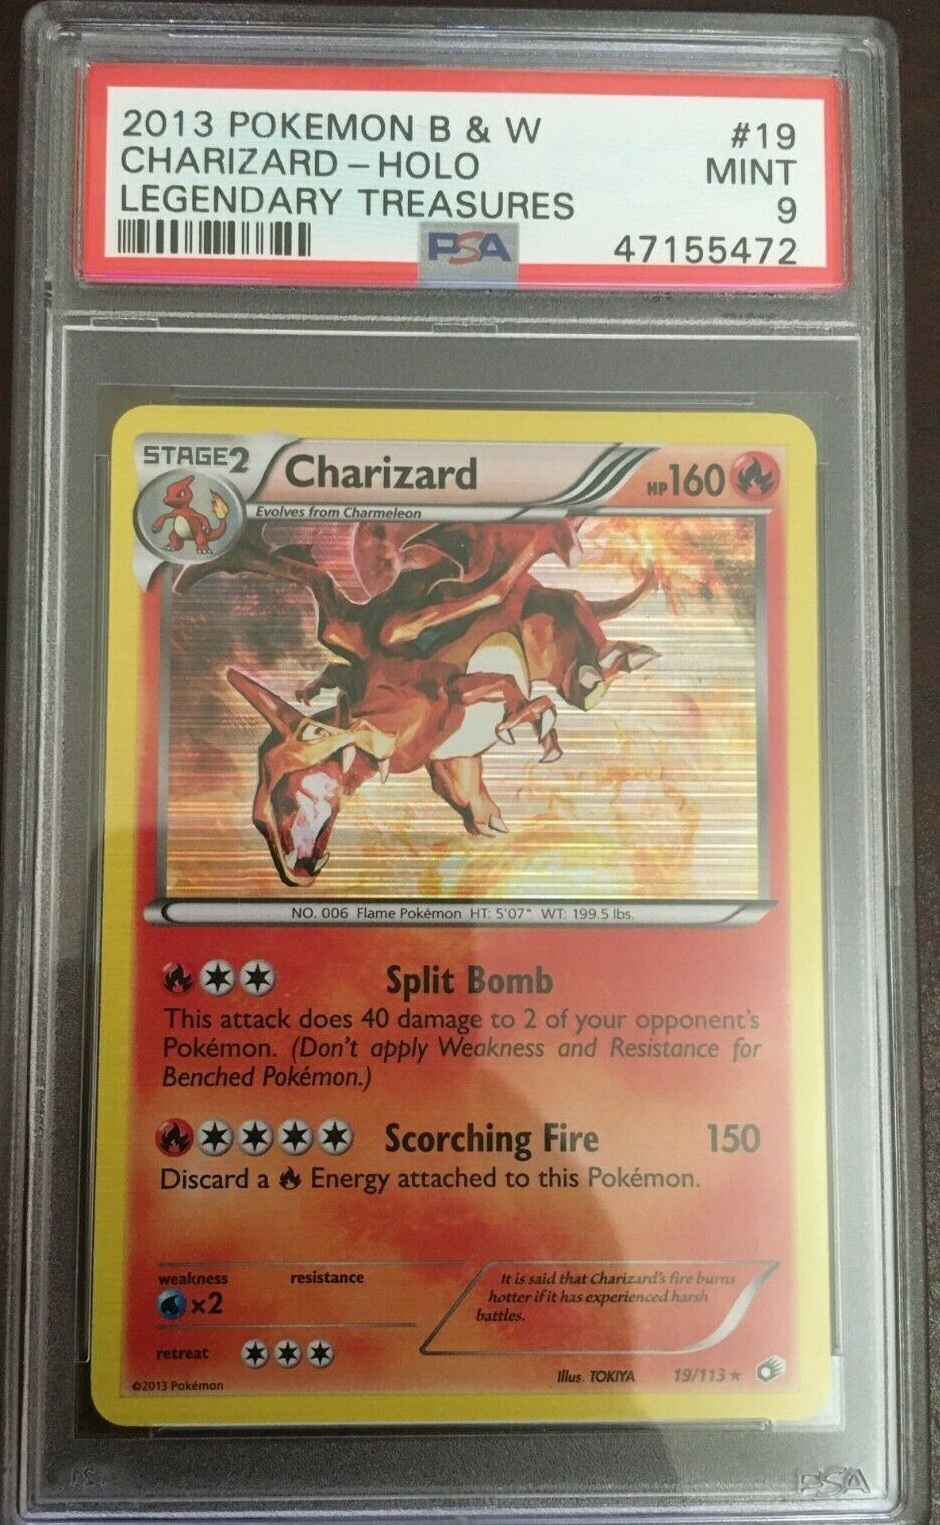 2013 POKEMON B & W #19
CHARIZARD-HOLO MINT
LEGENDARY TREASURES 9
PSA 47155472
STAGE2 Charizard HP160
Evolves from Charmeleon
NO. 006 Flame Pokémon HT: 5'07" WT: 199.5 lbs.
Split Bomb
This attack does 40 damage to 2 of your opponent's
Pokémon. (Don't apply Weakness and Resistance for
Benched Pokémon.)
Scorching Fire 150
Discard a Energy attached to this Pokémon.
weakness resistance
×2
It is said that Charizard's fire burns
hotter if it has experienced harsh
battles.
retreat
©2013 Pokémon Illus. TOKIYA 19/113 ★
PSA